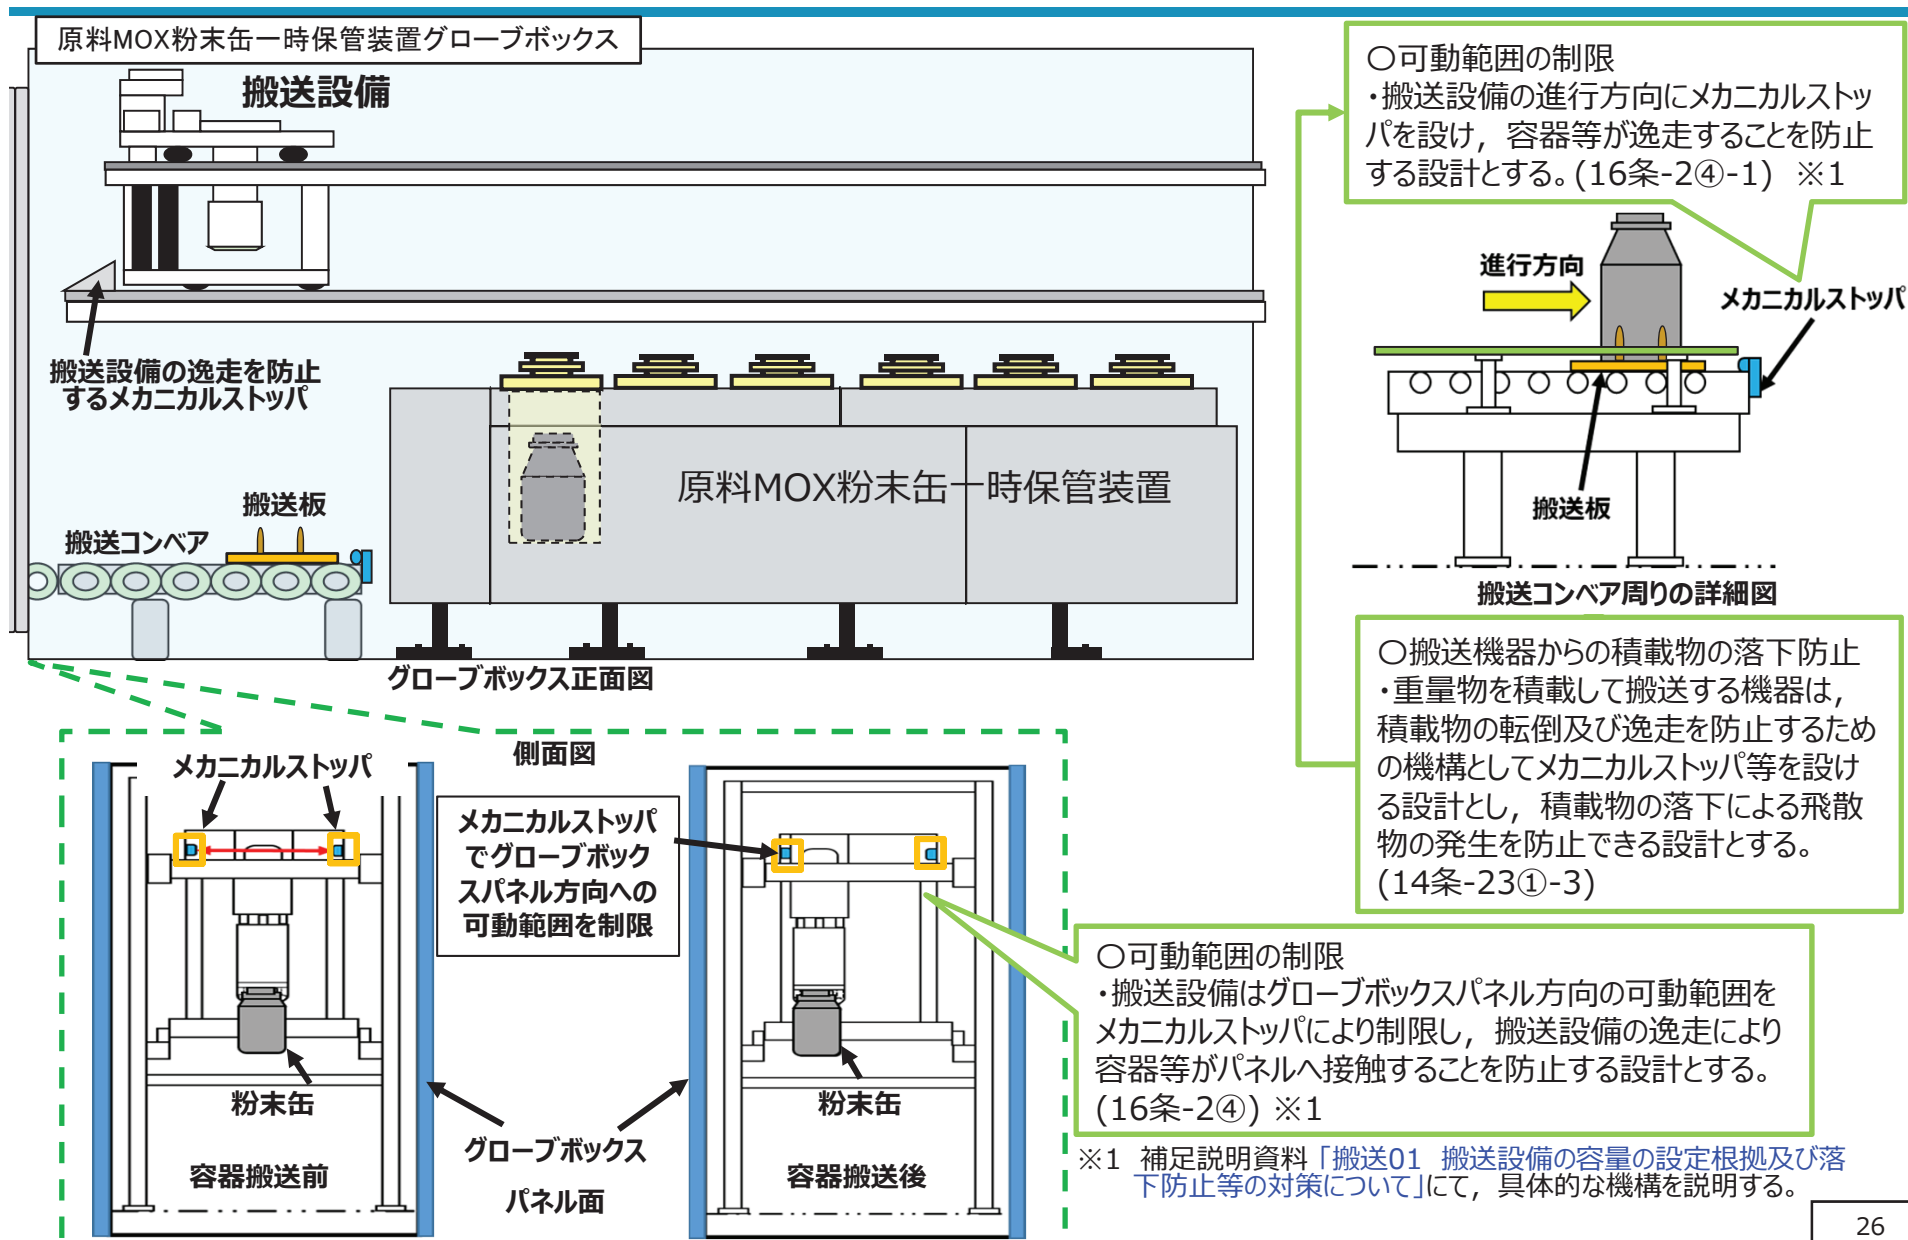 原料MOX粉末缶一時保管装置グローブボックス
搬送設備
搬送設備の逸走を防止
するメカニカルストッパ
搬送板
搬送コンベア
原料MOX粉末缶一時保管装置
グローブボックス正面図
〇可動範囲の制限
・搬送設備の進行方向にメカニカルストッ
パを設け，容器等が逸走することを防止
する設計とする。(16条-2④-1)　※1
進行方向
メカニカルストッパ
搬送板
搬送コンベア周りの詳細図
〇搬送機器からの積載物の落下防止
・重量物を積載して搬送する機器は，
積載物の転倒及び逸走を防止するため
の機構としてメカニカルストッパ等を設け
る設計とし，積載物の落下による飛散
物の発生を防止できる設計とする。
(14条-23①-3)
側面図
メカニカルストッパ
メカニカルストッパ
でグローブボック
スパネル方向への
可動範囲を制限
粉末缶
粉末缶
容器搬送前
グローブボックス
パネル面
容器搬送後
〇可動範囲の制限
・搬送設備はグローブボックスパネル方向の可動範囲を
メカニカルストッパにより制限し，搬送設備の逸走により
容器等がパネルへ接触することを防止する設計とする。
(16条-2④) ※1
※1　補足説明資料「搬送01　搬送設備の容量の設定根拠及び落
下防止等の対策について」にて，具体的な機構を説明する。
26